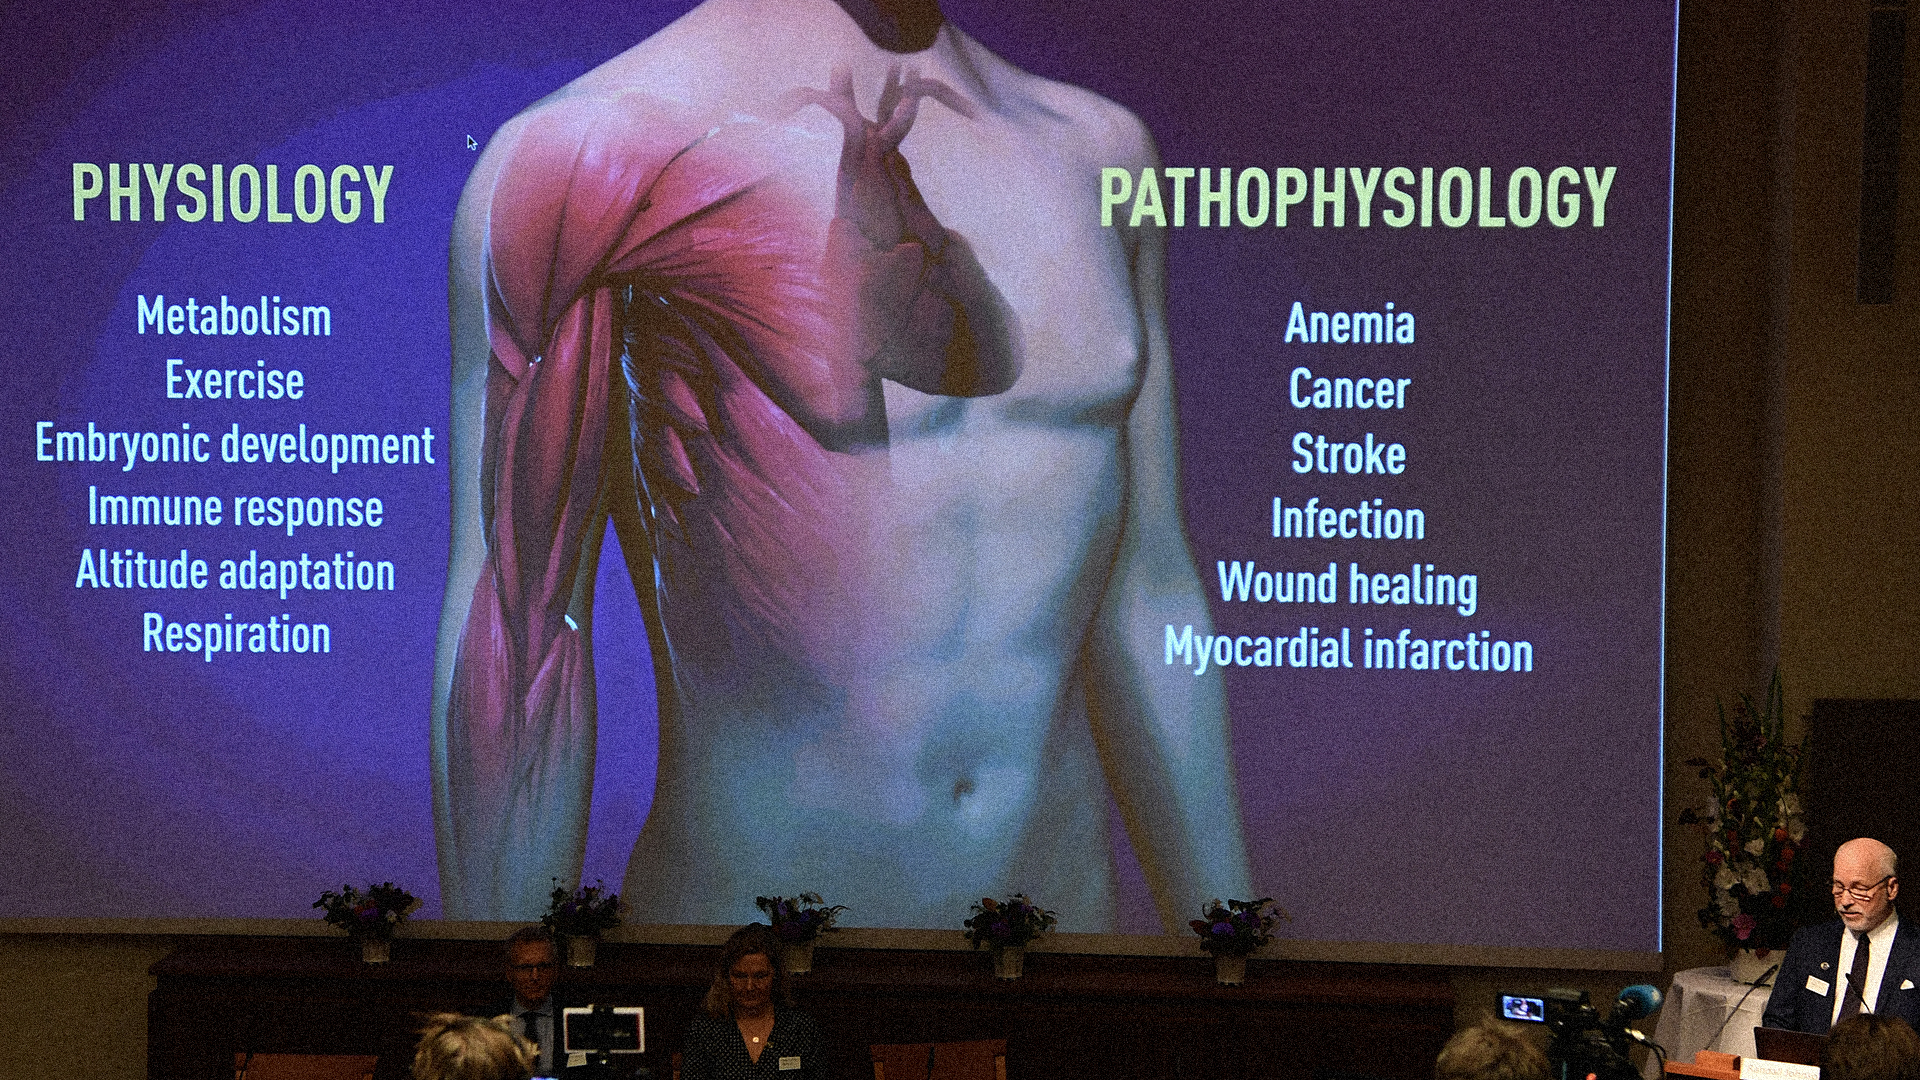 PHYSIOLOGY
Metabolism
Exercise
Embryonic development
Immune response
Altitude adaptation
Respiration
PATHOPHYSIOLOGY
Anemia
Cancer
Stroke
Infection
Wound healing
Myocardial infarction